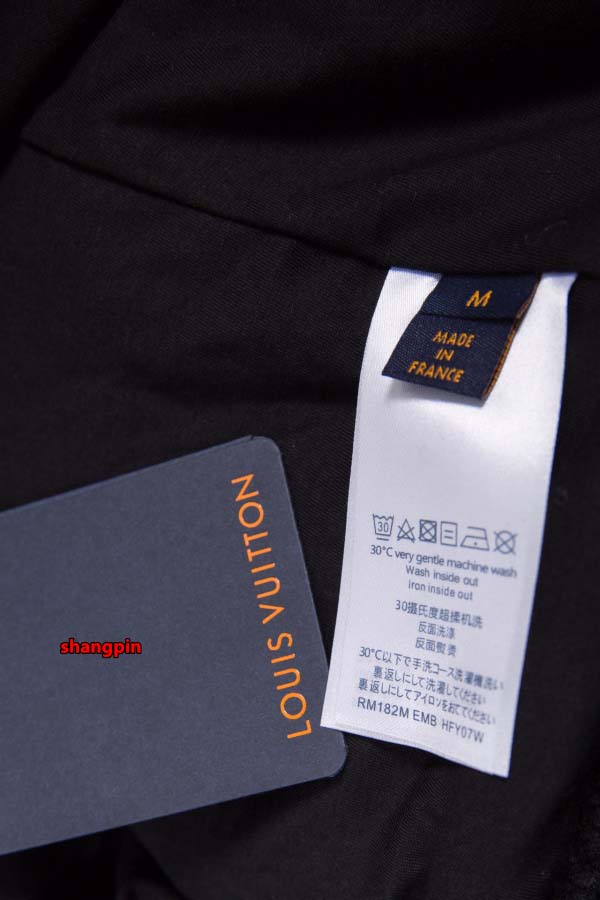 M
MADE
IN
FRANCE
30
30°C very gentle machine wash
Wash inside out
iron inside out
30摄氏度超揉机洗
反面洗涤
反面熨烫
30°C以下で手洗コース洗濯機洗い
裏返しにして洗濯してください
裏返しにしてアイロンをおてください
RM182M EMB HFY07W
LOUIS VUITTON
shangpin